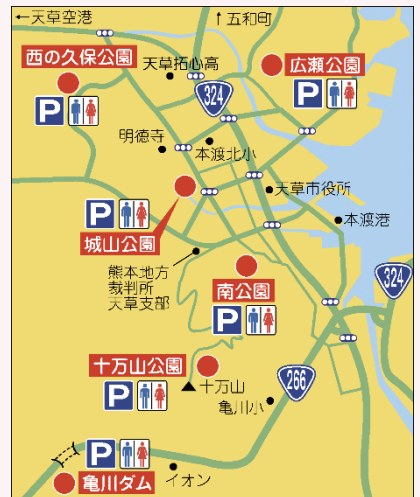 ←天草空港
↑五和町
西の久保公園
天草拓心高
広瀬公園
P
324
P
明徳寺
本渡北小
天草市役所
P
本渡港
城山公園
熊本地方
裁判所
天草支部
南公園
324
P
十万山公園
P
十万山
266
亀川小
P
亀川ダム
イオン